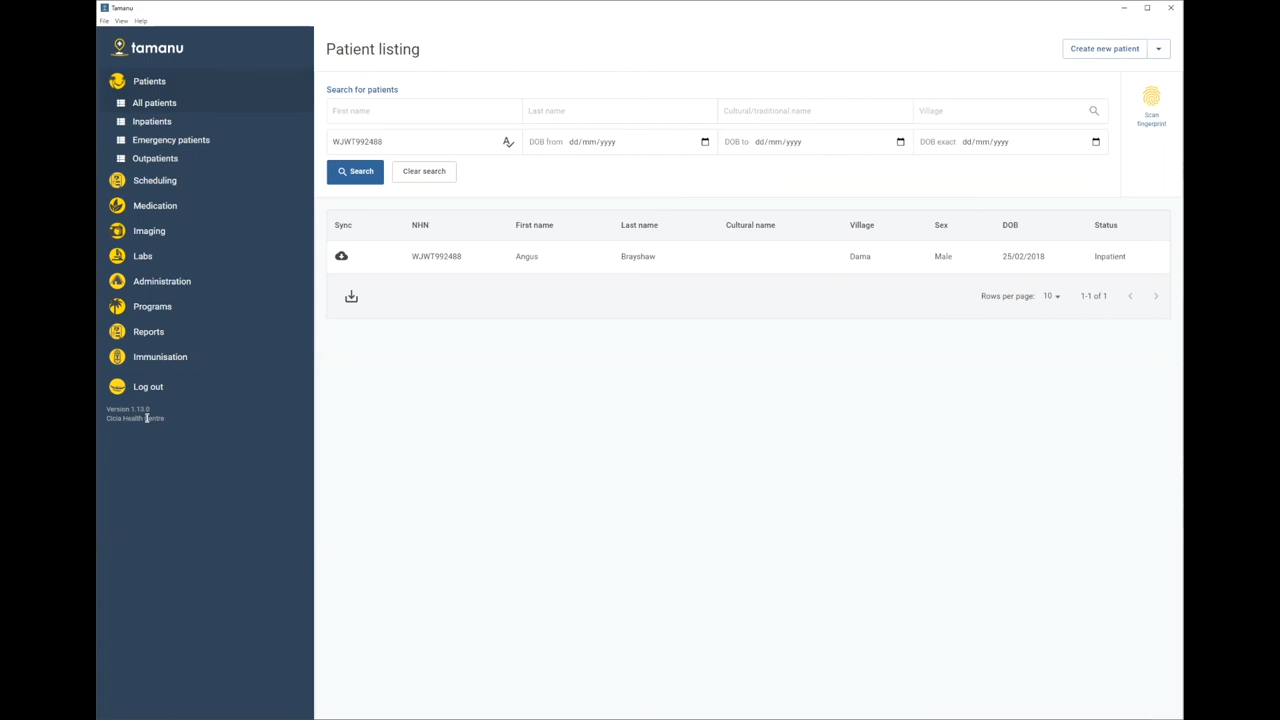 Tamanu
File View Help
tamanu
Patients
All patients
Inpatients
Emergency patients
Outpatients
Scheduling
Medication
Imaging
Labs
Administration
Programs
Reports
Immunisation
Log out
Version 1.13.0
Cicia Health Centre
Patient listing
Create new patient
Search for patients
First name Last name Cultural/traditional name Village
WJWT992488 DOB from dd/mm/yyyy DOB to dd/mm/yyyy DOB exact dd/mm/yyyy
Search Clear search
Scan
fingerprint
Sync NHN First name Last name Cultural name Village Sex DOB Status
WJWT992488 Angus Brayshaw Dama Male 25/02/2018 Inpatient
Rows per page: 10 1-1 of 1